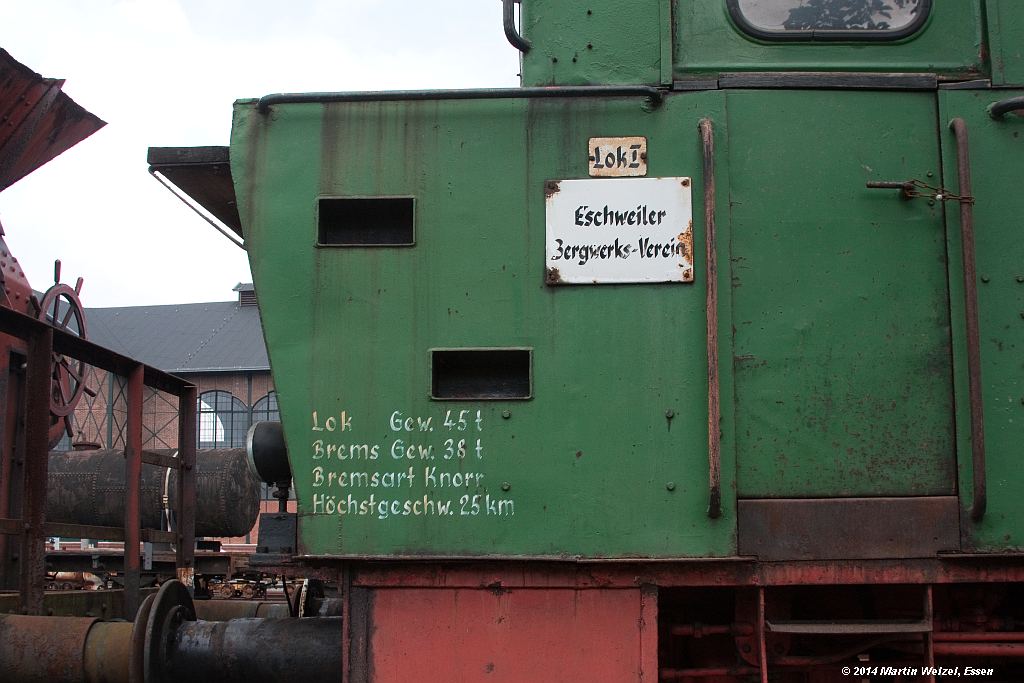 Lok I
Eschweiler
Bergwerks-Verein
Lok Gew. 45 t
Brems Gew. 38 t
Bremsart Knorr
Höchstgeschw. 25 km
© 2014 Martin Welzel, Essen